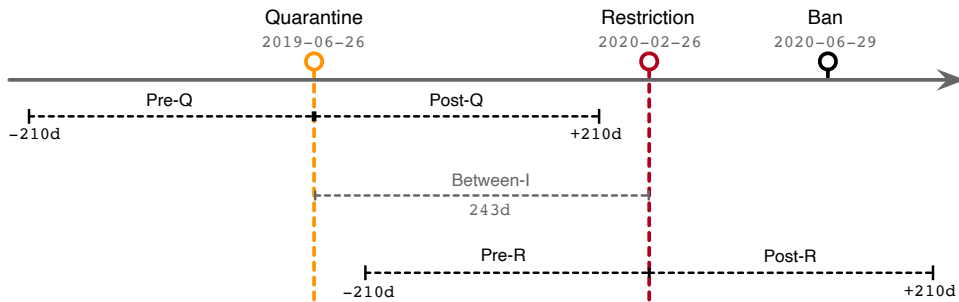 Quarantine
2019-06-26
Restriction
2020-02-26
Ban
2020-06-29
Pre-Q
Post-Q
-210d
+210d
Between-I
243d
Pre-R
Post-R
-210d
+210d